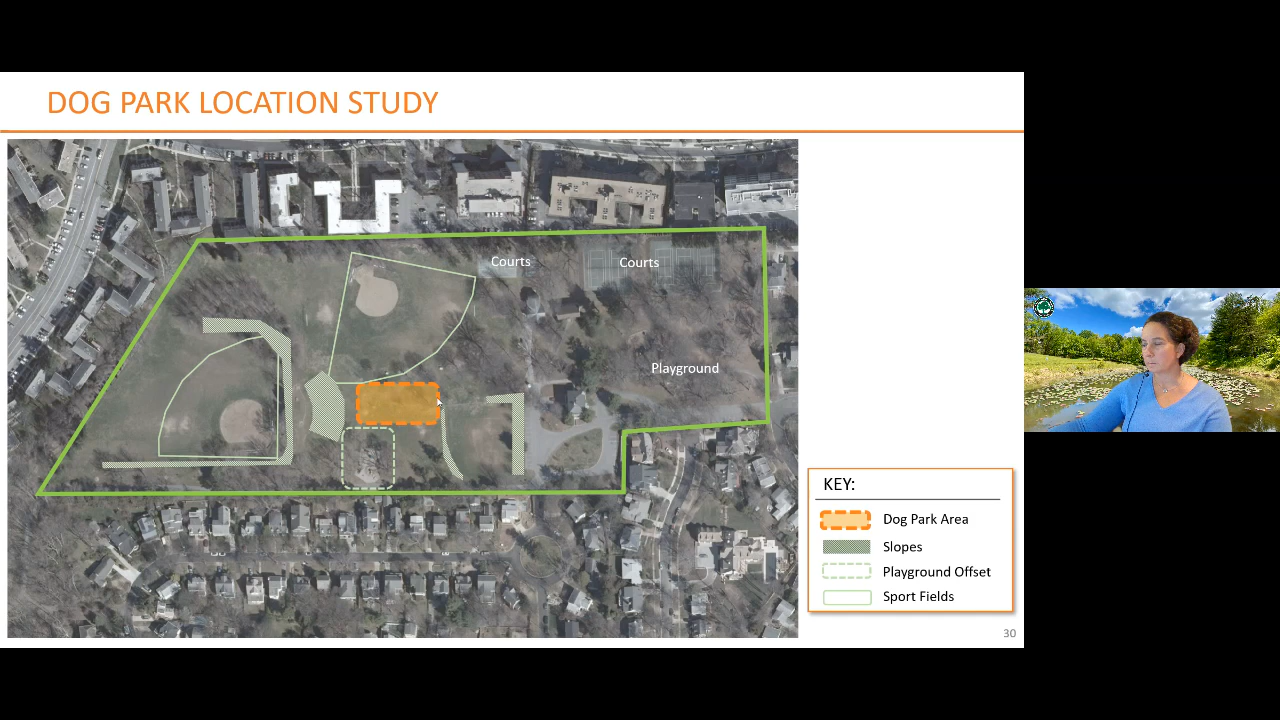 DOG PARK LOCATION STUDY
Courts
Courts
Playground
KEY:
Dog Park Area
Slopes
Playground Offset
Sport Fields
30